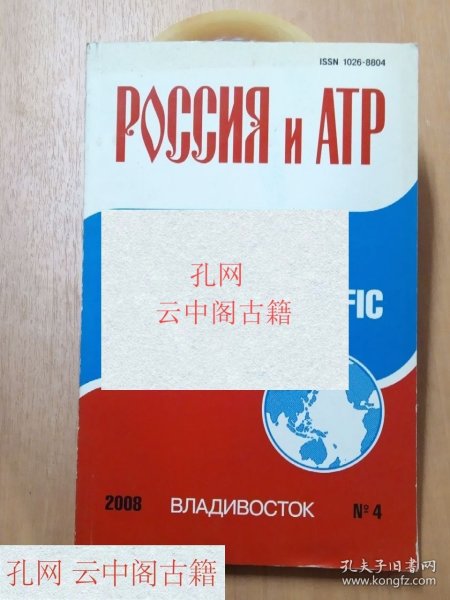 ISSN 1026-8804
РОССИЯ и АТР
孔网
云中阁古籍
FIC
2008 ВЛАДИВОСТОК № 4
孔网 云中阁古籍
孔夫子旧书网
www.kongfz.com